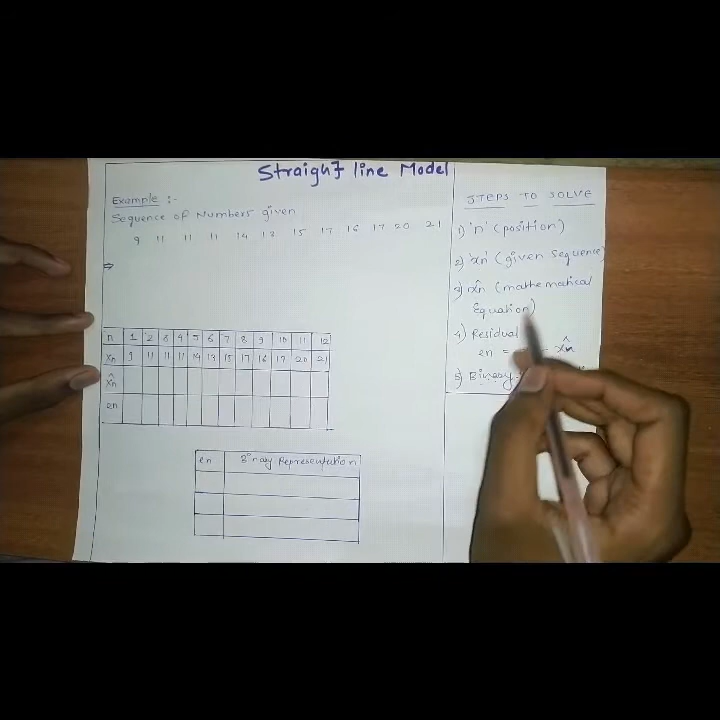 Straight line Model
Example :-
Sequence of Numbers given
9 11 11 11 14 13 15 17 16 17 20 21
⇒
n 1 2 3 4 5 6 7 8 9 10 11 12
xn 9 11 11 11 14 13 15 17 16 17 20 21
x̂n
en
en Binary Representation
STEPS TO SOLVE
1) 'n' (position)
2) 'xn' (given sequence)
3) x̂n (mathematical
Equation)
4) Residual
en = - x̂n
5) Binary